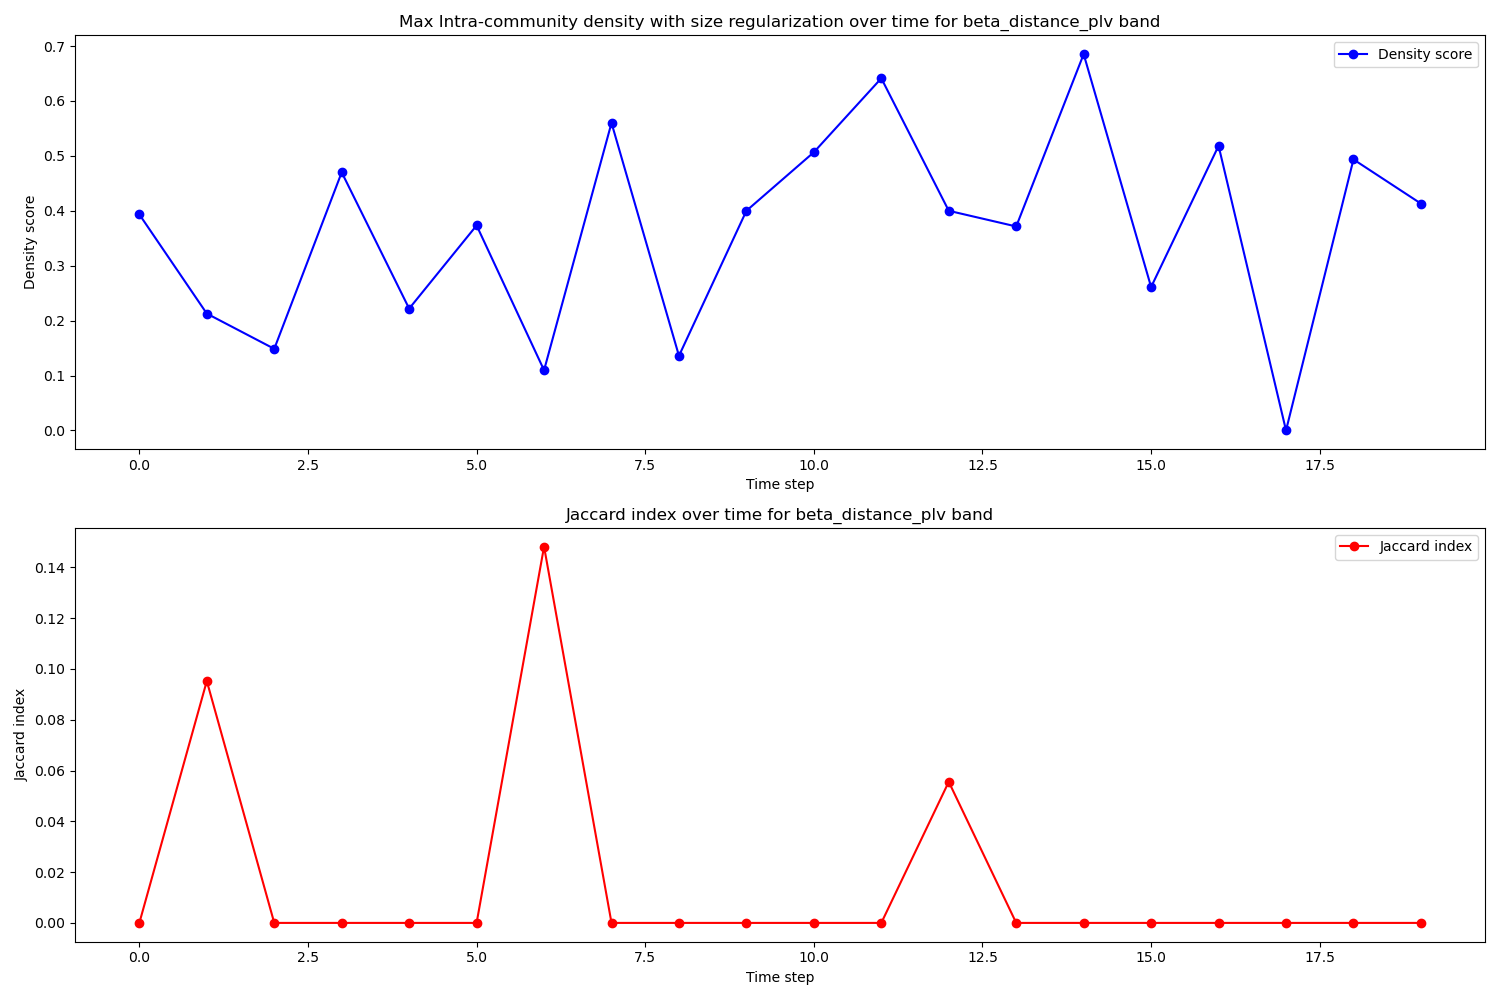 Max Intra-community density with size regularization over time for beta_distance_plv band
Density score
0.7
0.6
0.5
0.4
0.3
0.2
0.1
0.0
Density score
0.0 2.5 5.0 7.5 10.0 12.5 15.0 17.5
Time step
Jaccard index over time for beta_distance_plv band
Jaccard index
0.14
0.12
0.10
0.08
0.06
0.04
0.02
0.00
Jaccard index
0.0 2.5 5.0 7.5 10.0 12.5 15.0 17.5
Time step